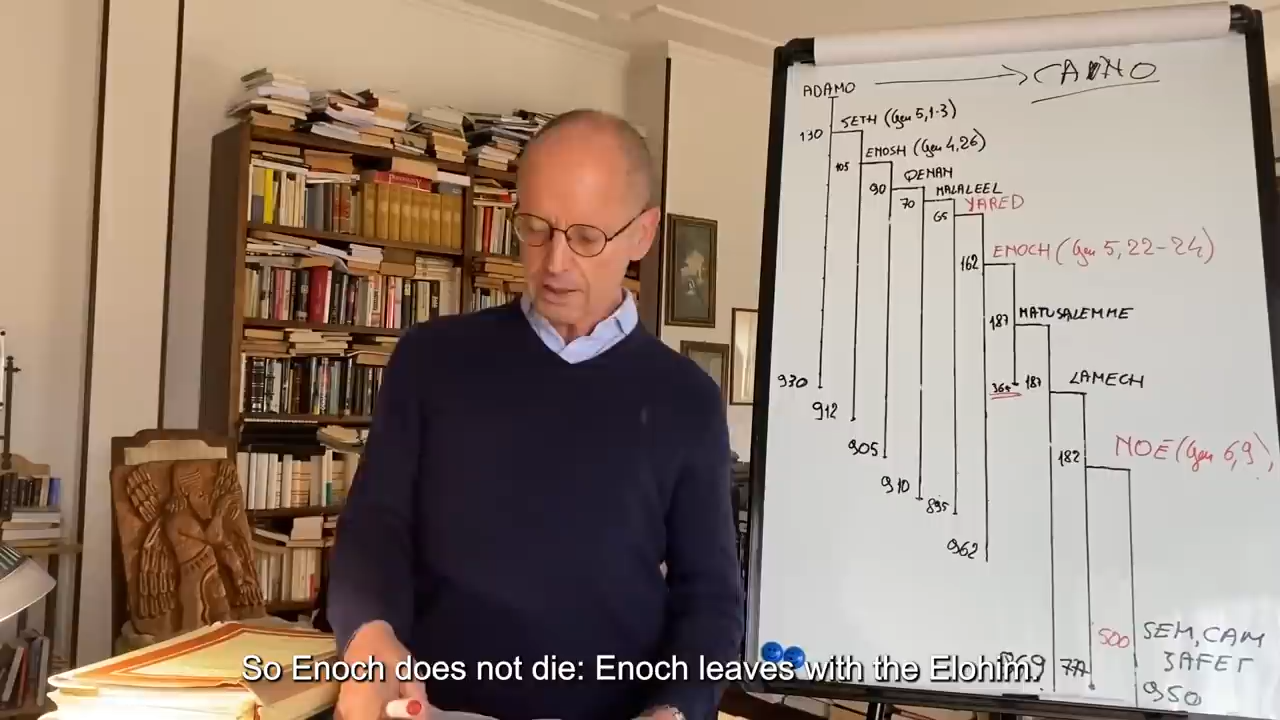 ADAMO
CAINO
130
SETH (Gen 5,1-3)
105
ENOSH (Gen 4,26)
90
QENAN
70
MALALEEL
65
YARED
162
ENOCH (Gen 5,22-24)
187
MATUSALEMME
930
364
187
LAMECH
912
905
182
NOE (Gen 6,9),
910
895
962
500
SEM, CAM
JAFET
969
777
950
So Enoch does not die: Enoch leaves with the Elohim.